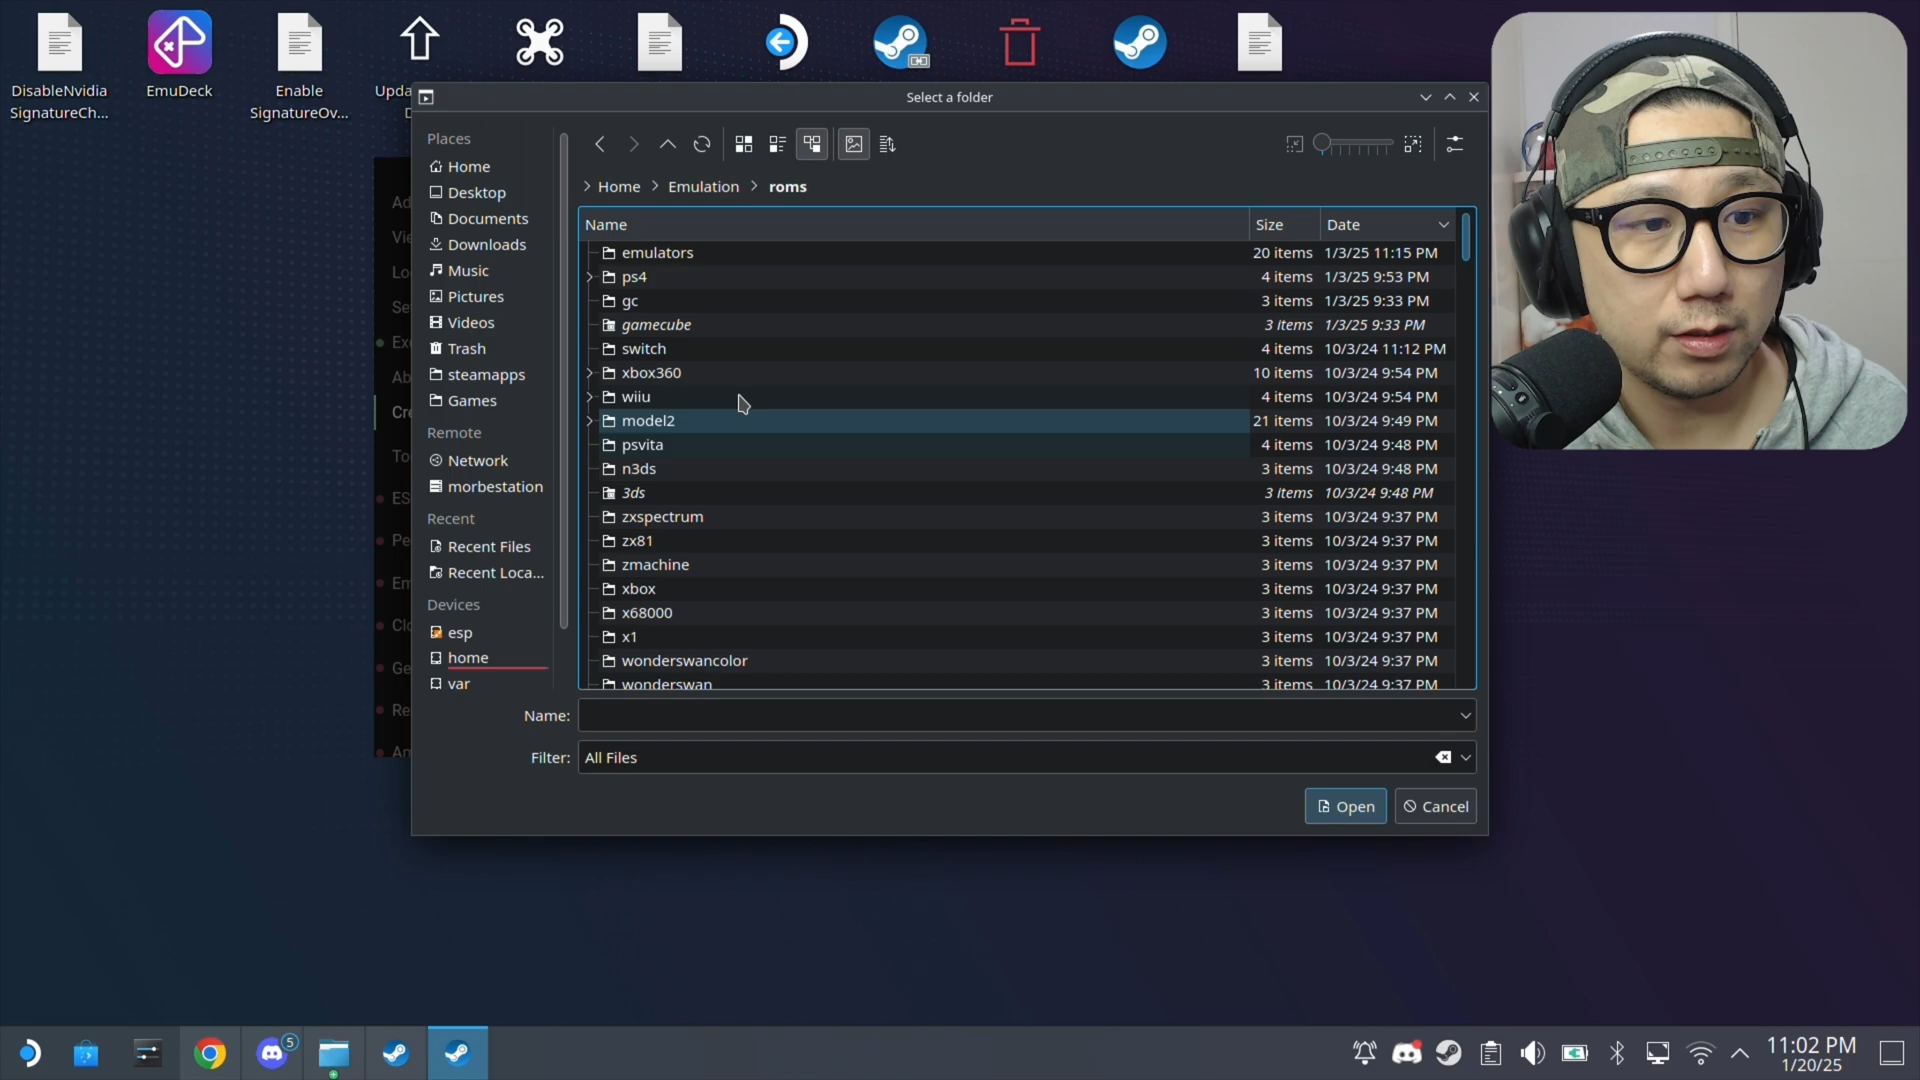 DisableNvidia
SignatureCh...
EmuDeck
Enable
SignatureOv...
Select a folder
Places
Home
Desktop
Documents
Downloads
Music
Pictures
Videos
Trash
steamapps
Games
Remote
Network
morbestation
Recent
Recent Files
Recent Loca...
Devices
esp
home
var
Home > Emulation > roms
Name Size Date
emulators 20 items 1/3/25 11:15 PM
ps4 4 items 1/3/25 9:53 PM
gc 3 items 1/3/25 9:33 PM
gamecube 3 Items 1/3/25 9:33 PM
switch 4 items 10/3/24 11:12 PM
xbox360 10 items 10/3/24 9:54 PM
wiiu 4 items 10/3/24 9:54 PM
model2 21 items 10/3/24 9:49 PM
psvita 4 items 10/3/24 9:48 PM
n3ds 3 items 10/3/24 9:48 PM
3ds 3 Items 10/3/24 9:48 PM
zxspectrum 3 items 10/3/24 9:37 PM
zx81 3 items 10/3/24 9:37 PM
zmachine 3 items 10/3/24 9:37 PM
xbox 3 items 10/3/24 9:37 PM
x68000 3 items 10/3/24 9:37 PM
x1 3 items 10/3/24 9:37 PM
wonderswancolor 3 items 10/3/24 9:37 PM
wonderswan 3 items 10/3/24 9:37 PM
Name:
Filter: All Files
Open Cancel
5
11:02 PM
1/20/25